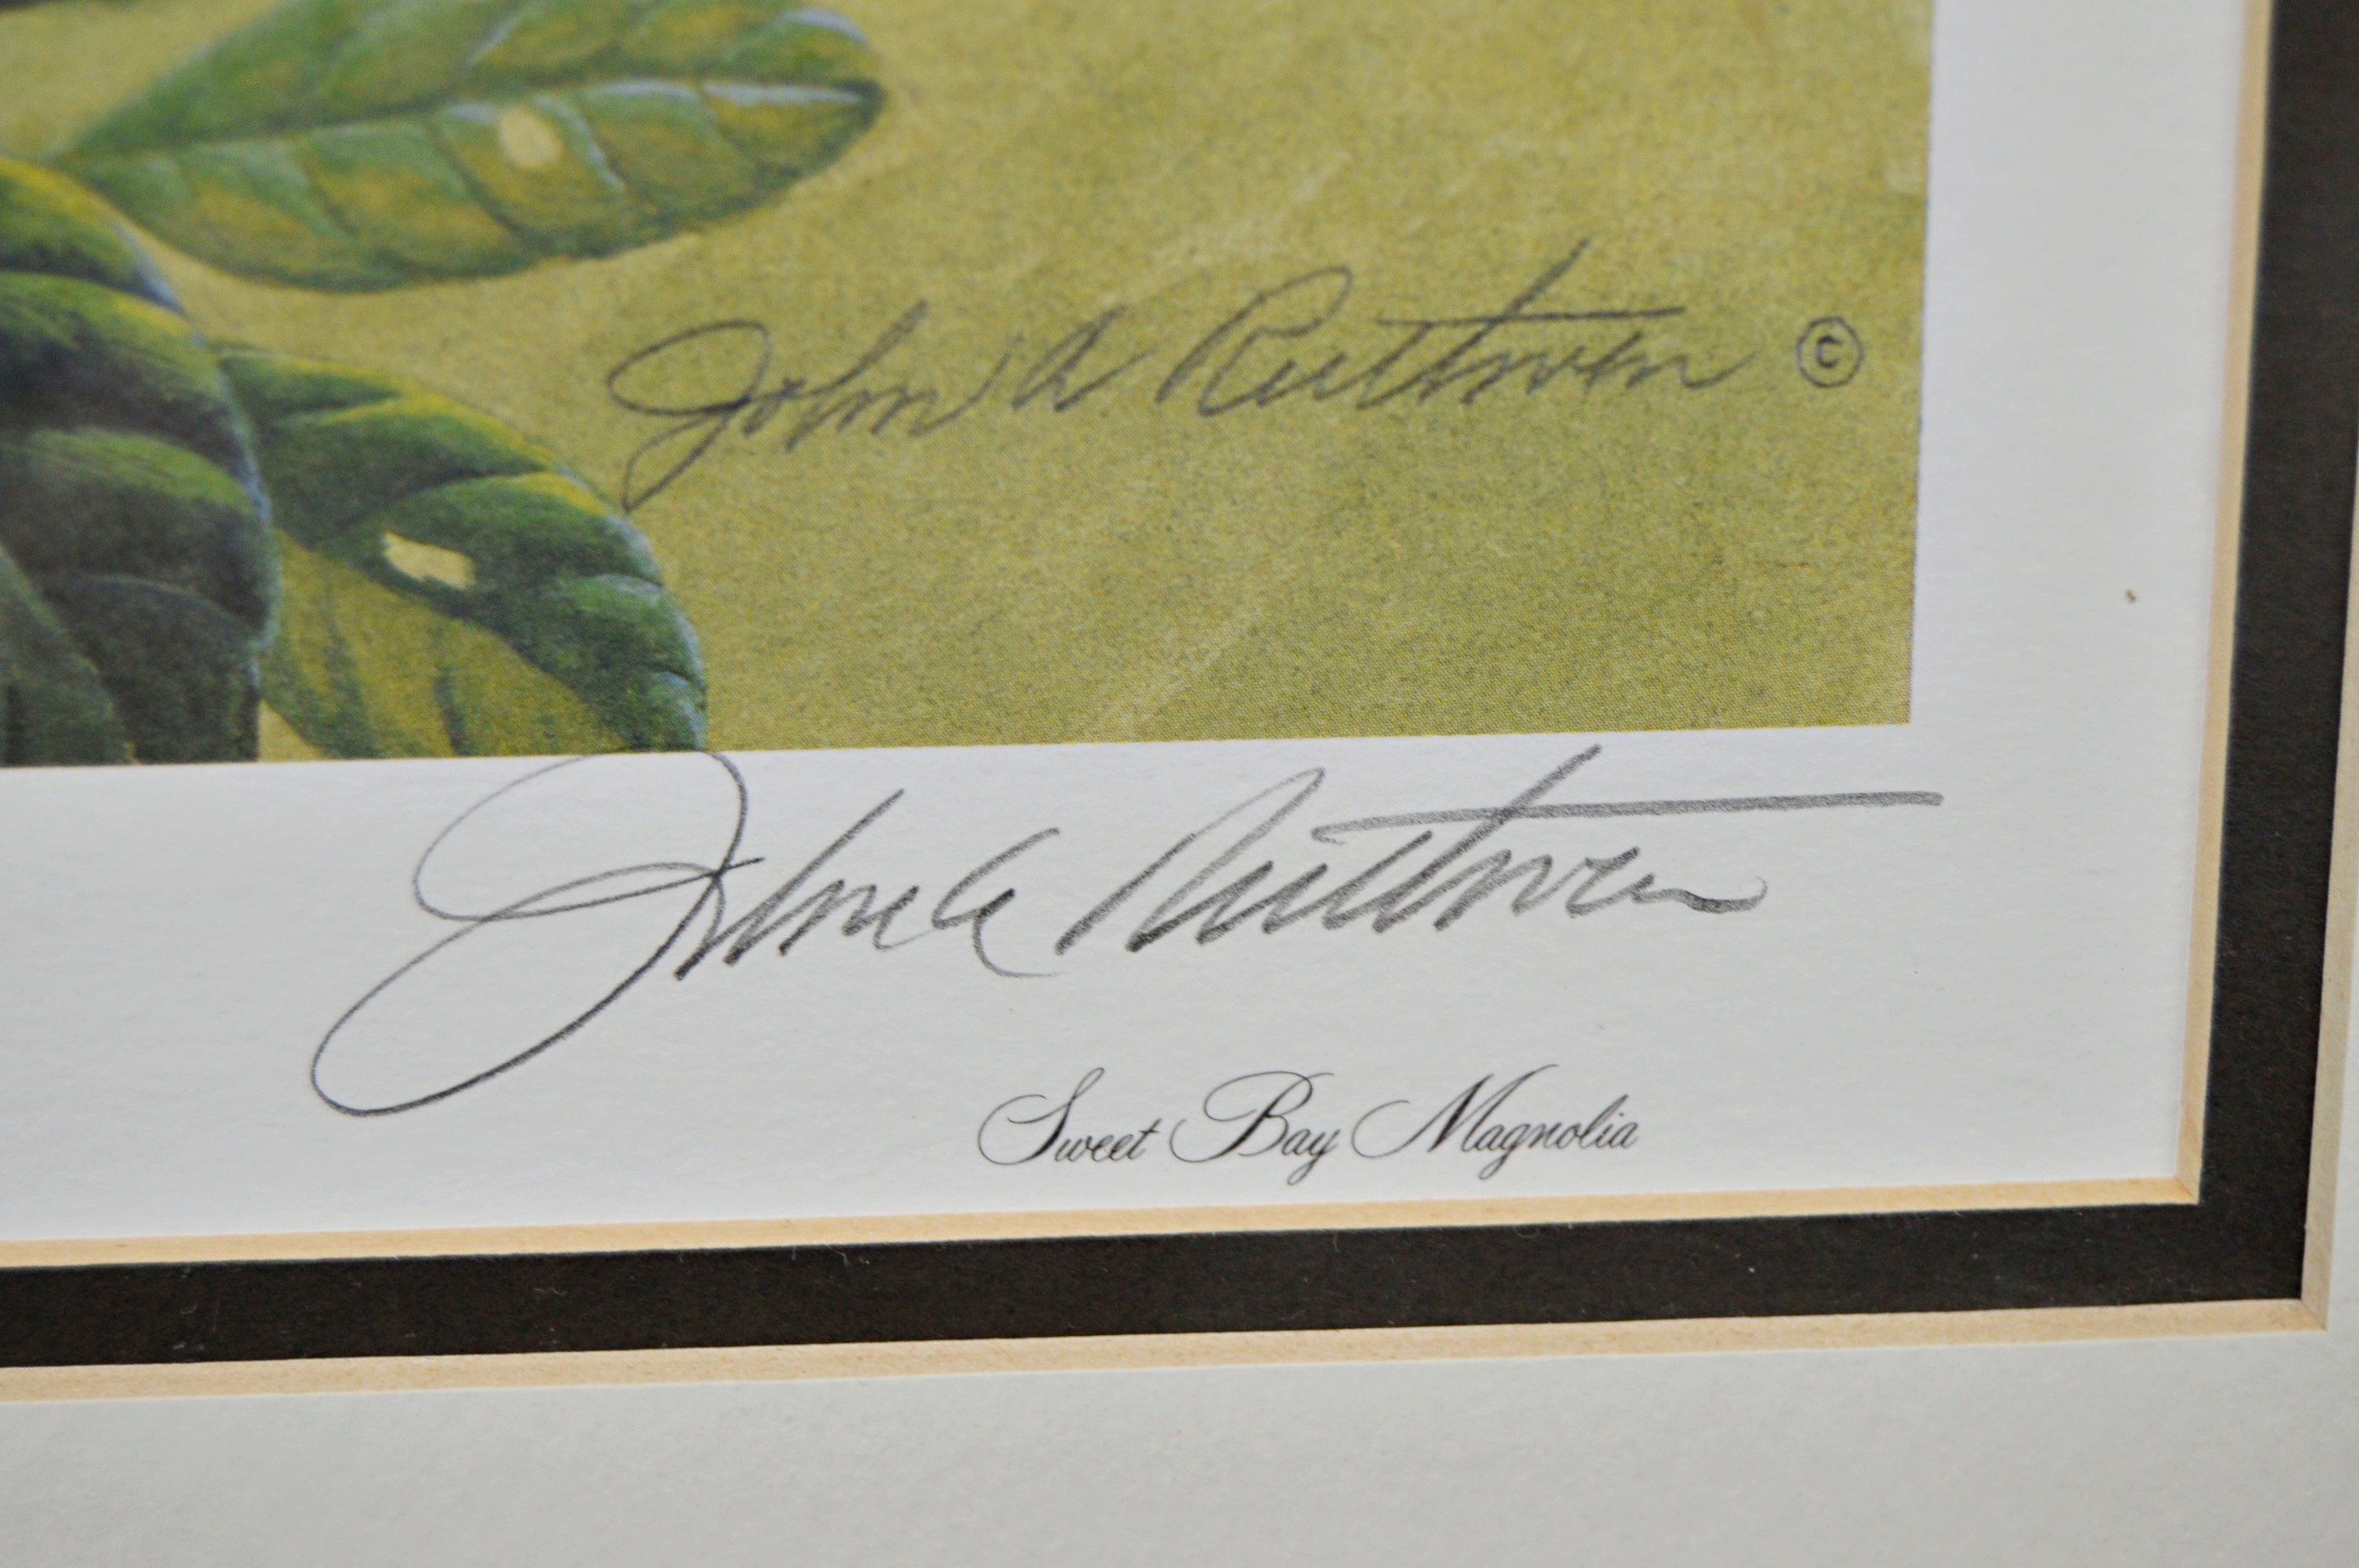 John A Ruthven ©
John A Ruthven
Sweet Bay Magnolia